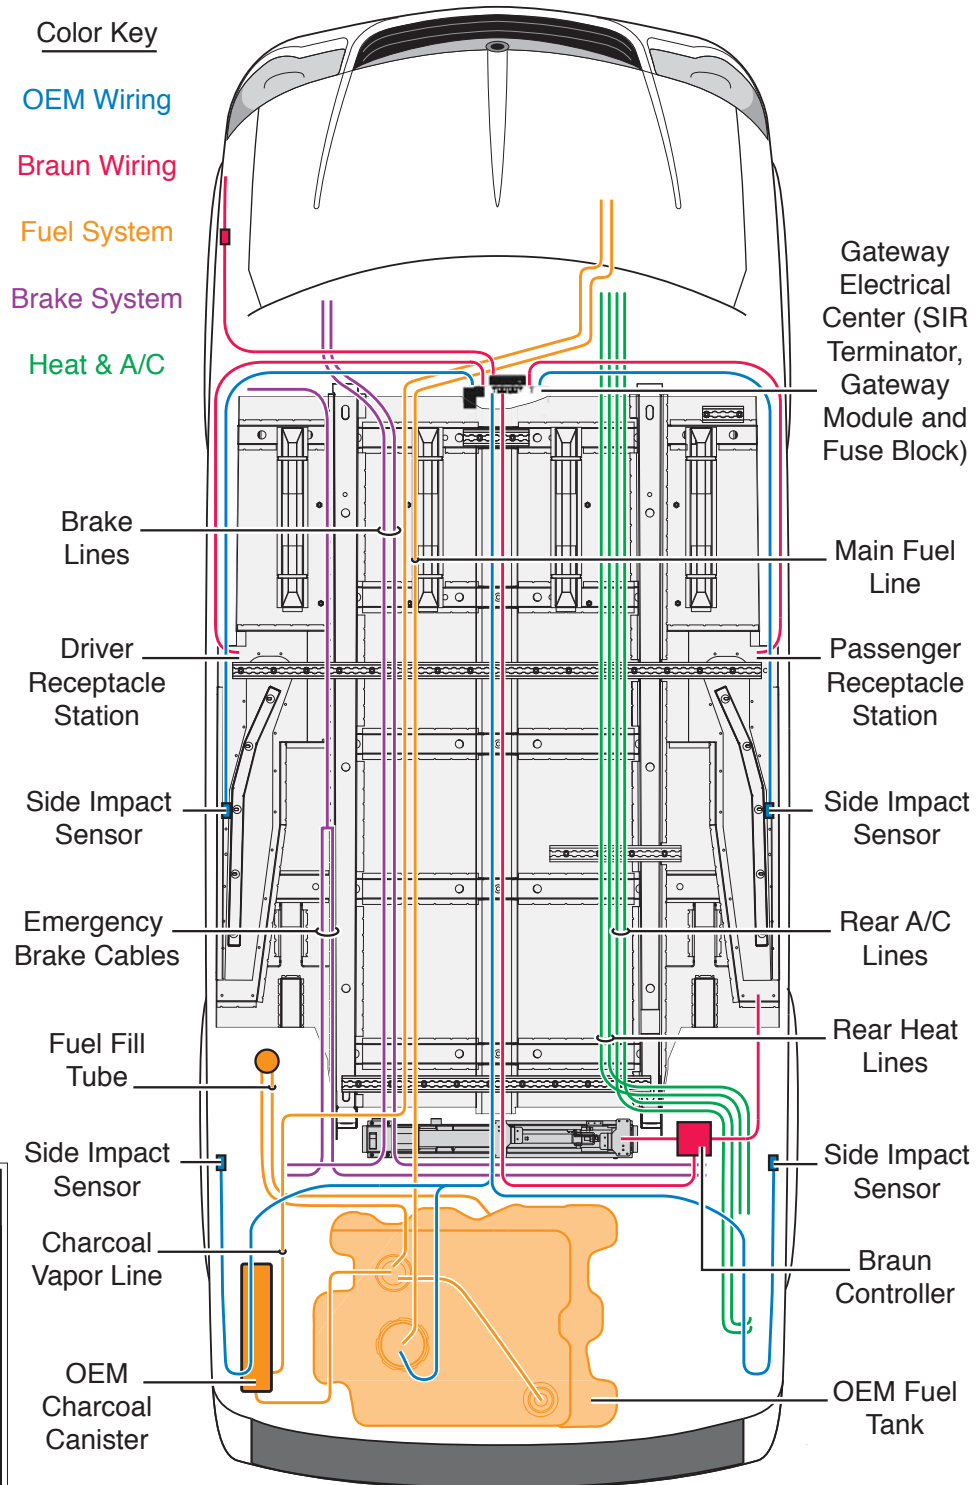 Color Key
OEM Wiring
Braun Wiring
Fuel System
Brake System
Heat & A/C
Gateway
Electrical
Center (SIR
Terminator,
Gateway
Module and
Fuse Block)
Brake
Lines
Main Fuel
Line
Driver
Receptacle
Station
Passenger
Receptacle
Station
Side Impact
Sensor
Side Impact
Sensor
Emergency
Brake Cables
Rear A/C
Lines
Fuel Fill
Tube
Rear Heat
Lines
Side Impact
Sensor
Side Impact
Sensor
Charcoal
Vapor Line
Braun
Controller
OEM
Charcoal
Canister
OEM Fuel
Tank